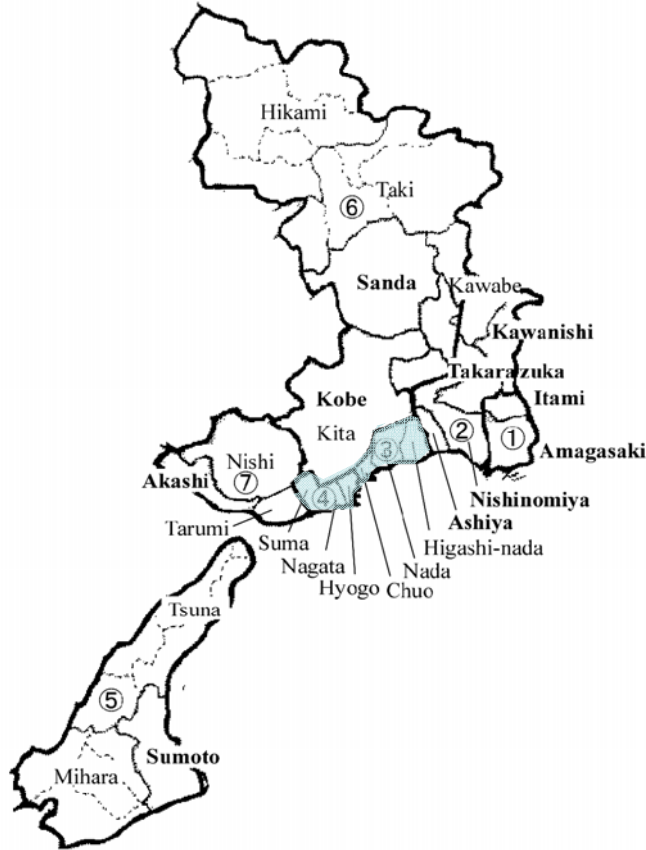 Hikami
Taki
⑥
Sanda
Kawabe
Kawanishi
Takarazuka
Kobe
Itami
Kita
③
②
①
Amagasaki
Nishi
⑦
Akashi
④
Nishinomiya
Ashiya
Tarumi
Suma
Higashi-nada
Nagata
Nada
Hyogo
Chuo
Tsuna
⑤
Sumoto
Mihara